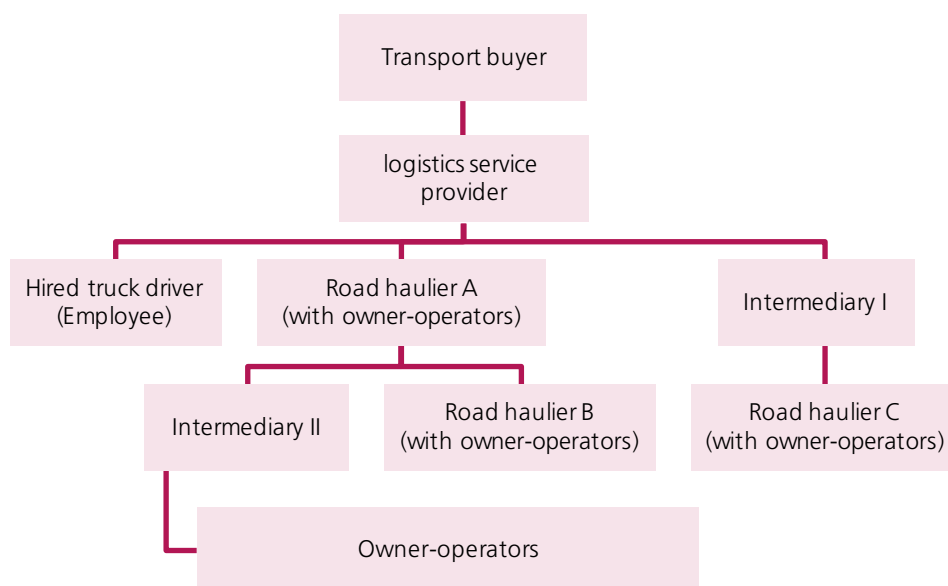 Transport buyer
logistics service
provider
Hired truck driver
(Employee)
Road haulier A
(with owner-operators)
Intermediary I
Intermediary II
Road haulier B
(with owner-operators)
Road haulier C
(with owner-operators)
Owner-operators